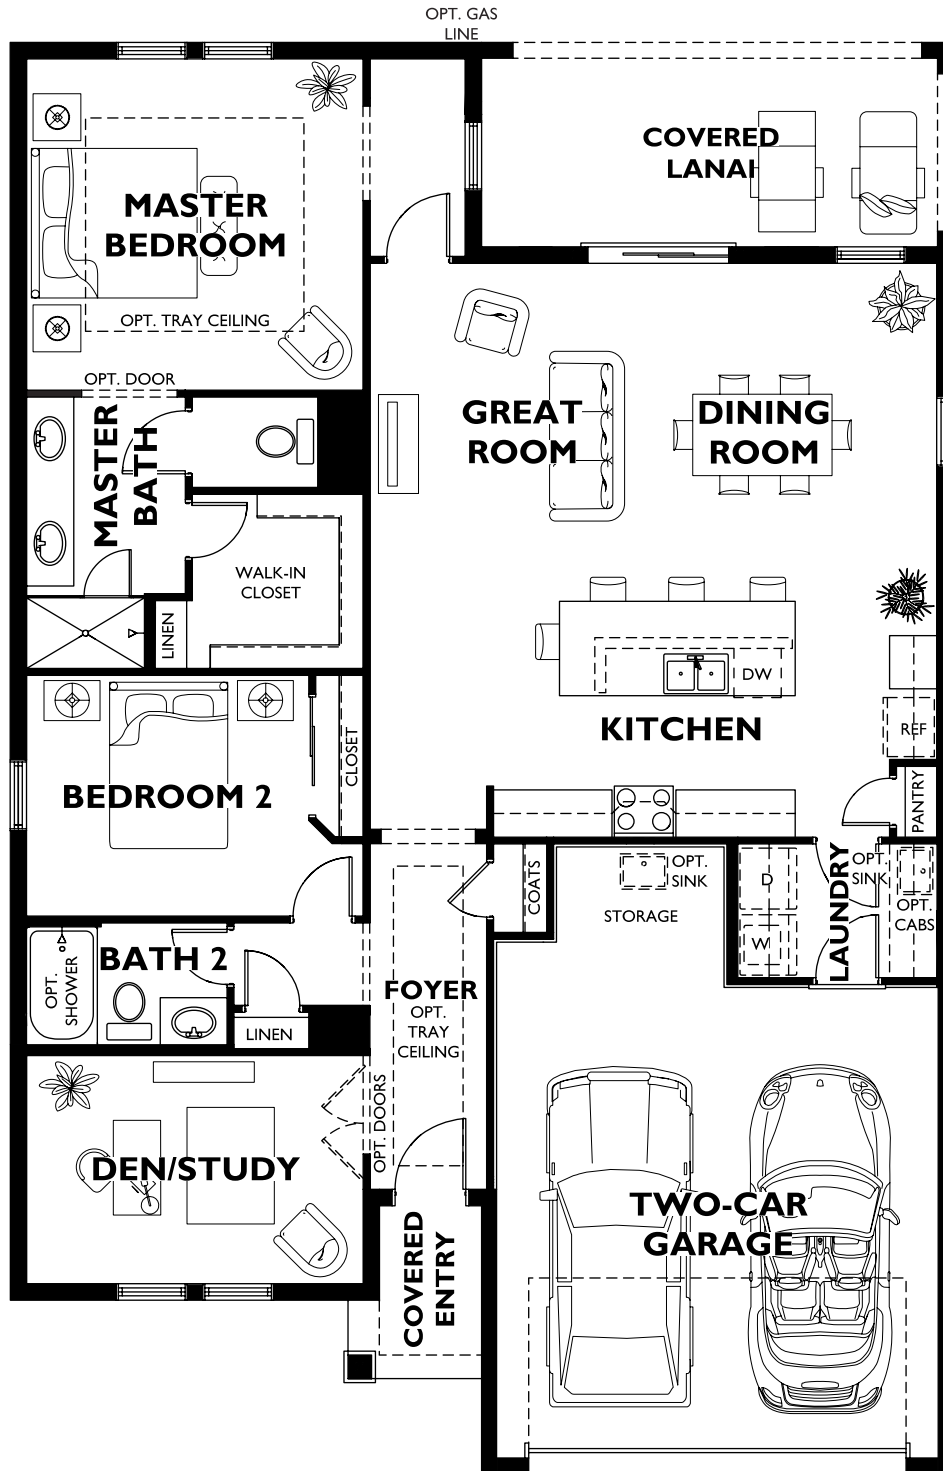 OPT. GAS
LINE
COVERED
LANAI
MASTER
BEDROOM
OPT. TRAY CEILING
OPT. DOOR
MASTER
BATH
GREAT
ROOM
DINING
ROOM
WALK-IN
CLOSET
LINEN
DW
KITCHEN
REF
CLOSET
BEDROOM 2
PANTRY
COATS
OPT.
SINK
STORAGE
D
W
LAUNDRY
OPT.
SINK
OPT.
CABS
BATH 2
OPT.
SHOWER
LINEN
FOYER
OPT.
TRAY
CEILING
OPT. DOORS
DEN/STUDY
COVERED
ENTRY
TWO-CAR
GARAGE